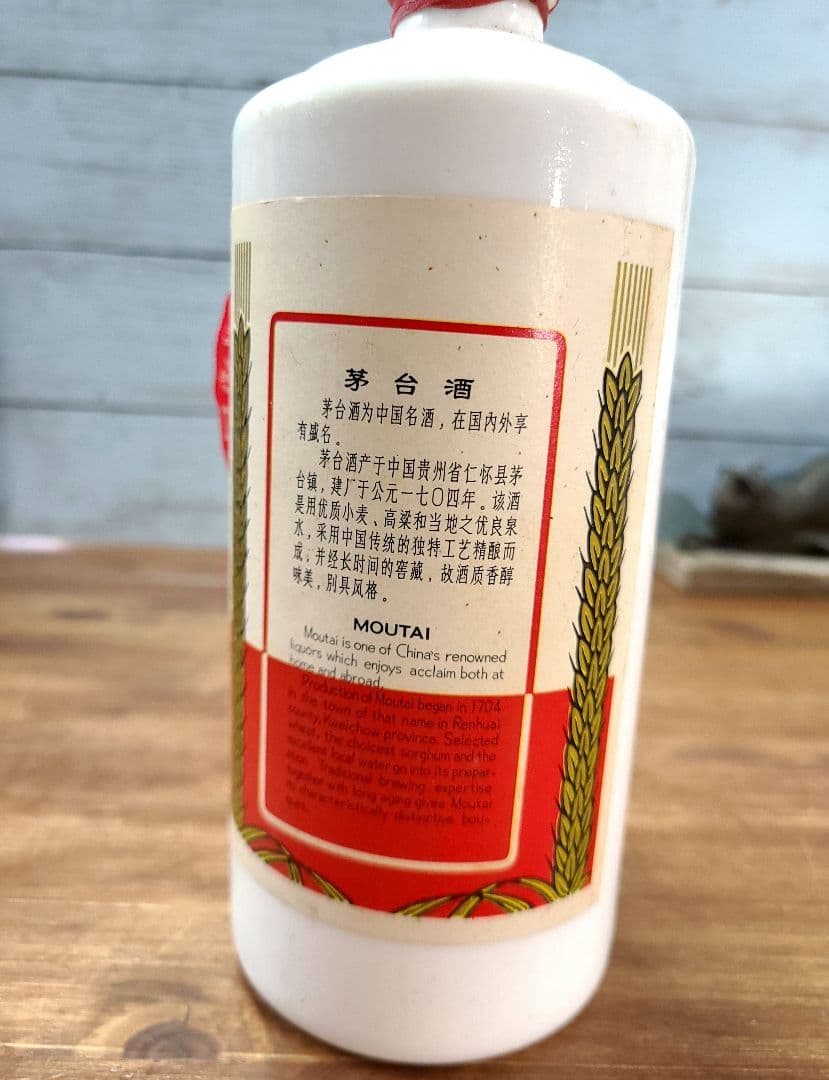 茅台酒
茅台酒为中国名酒，在国内外享
有盛名。
茅台酒产于中国贵州省仁怀县茅
台镇，建厂于公元一七〇四年。该酒
是用优质小麦、高粱和当地之优良泉
水，采用中国传统的独特工艺精酿而
成；并经长时间的窖藏，故酒质香醇
味美，别具风格。
MOUTAI
Moutai is one of China's renowned
liquors which enjoys acclaim both at
home and abroad.
Production of Moutai began in 1704
in the town of that name in Renhuai
county, Kweichow province. Selected
wheat, the choicest sorghum and the
excellent local water go into its prepar-
ation. Traditional brewing expertise
together with long aging gives Moutai
its characteristically distinctive bou-
quet.